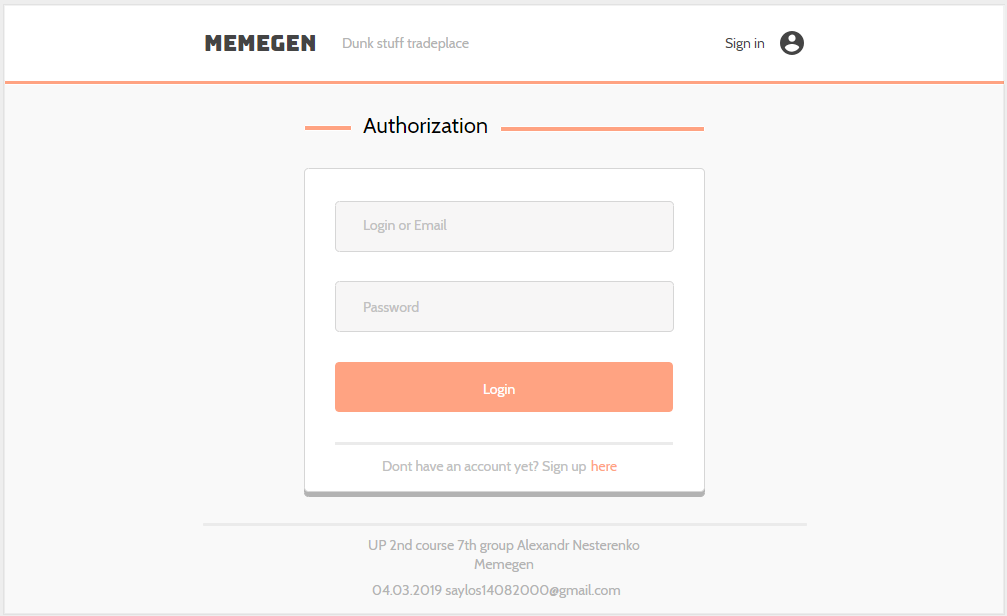 MEMEGEN Dunk stuff tradeplace Sign in
Authorization
Login or Email
Password
Login
Dont have an account yet? Sign up here
UP 2nd course 7th group Alexandr Nesterenko
Memegen
04.03.2019 saylos14082000@gmail.com